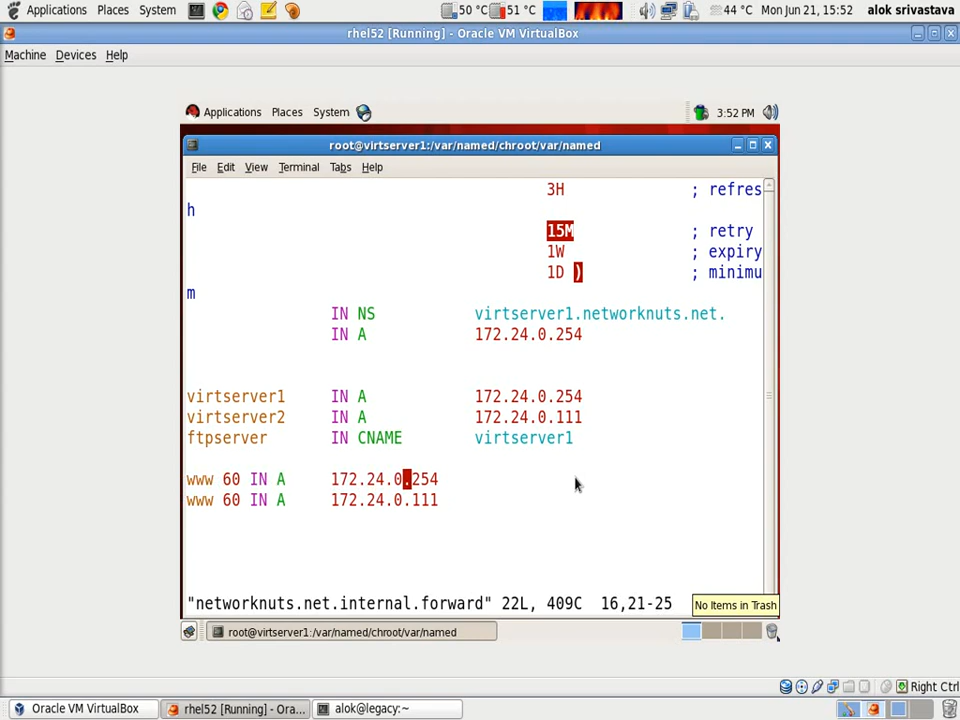 Applications Places System 50 °C 51 °C 44 °C Mon Jun 21, 15:52 alok srivastava
rhel52 [Running] - Oracle VM VirtualBox
Machine Devices Help
Applications Places System 3:52 PM
root@virtserver1:/var/named/chroot/var/named
File Edit View Terminal Tabs Help
3H ; refres
h
15M ; retry
1W ; expiry
1D ) ; minimu
m
IN NS virtserver1.networknuts.net.
IN A 172.24.0.254
virtserver1 IN A 172.24.0.254
virtserver2 IN A 172.24.0.111
ftpserver IN CNAME virtserver1
www 60 IN A 172.24.0.254
www 60 IN A 172.24.0.111
"networknuts.net.internal.forward" 22L, 409C 16,21-25
No Items in Trash
root@virtserver1:/var/named/chroot/var/named
Right Ctrl
Oracle VM VirtualBox rhel52 [Running] - Ora... alok@legacy:~